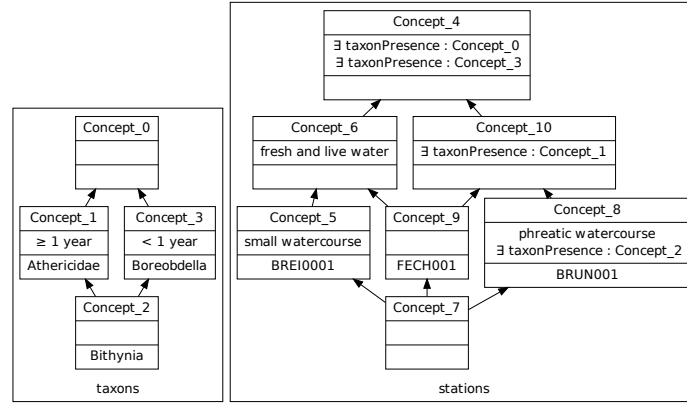 Concept_0
Concept_1
≥ 1 year
Athericidae
Concept_3
< 1 year
Boreobdella
Concept_2
Bithynia
taxons
Concept_4
∃ taxonPresence : Concept_0
∃ taxonPresence : Concept_3
Concept_6
fresh and live water
Concept_10
∃ taxonPresence : Concept_1
Concept_5
small watercourse
BREI0001
Concept_9
FECH001
Concept_8
phreatic watercourse
∃ taxonPresence : Concept_2
BRUN001
Concept_7
stations